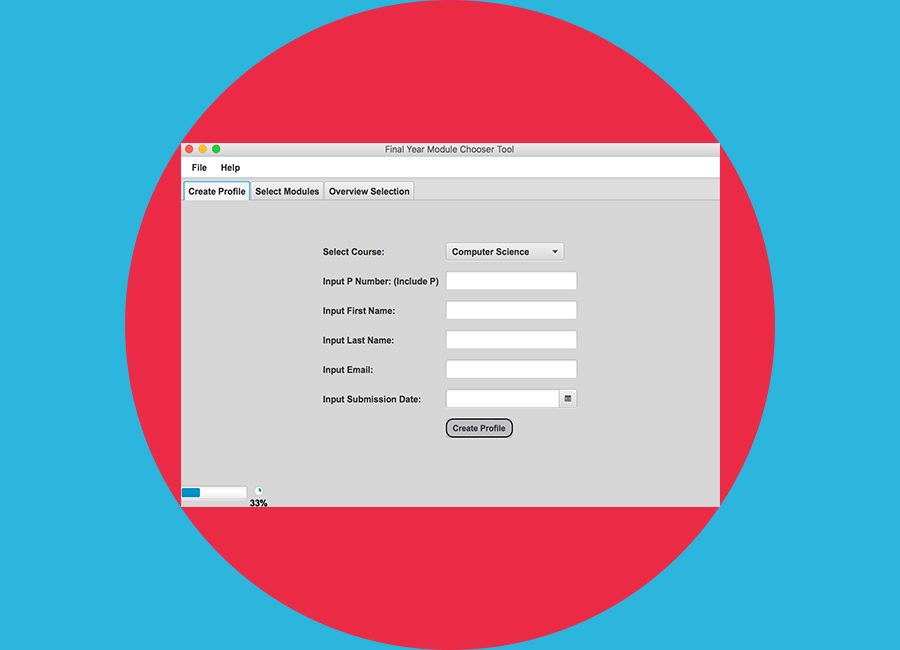 Final Year Module Chooser Tool
File Help
Create Profile Select Modules Overview Selection
Select Course: Computer Science
Input P Number: (Include P)
Input First Name:
Input Last Name:
Input Email:
Input Submission Date:
Create Profile
33%